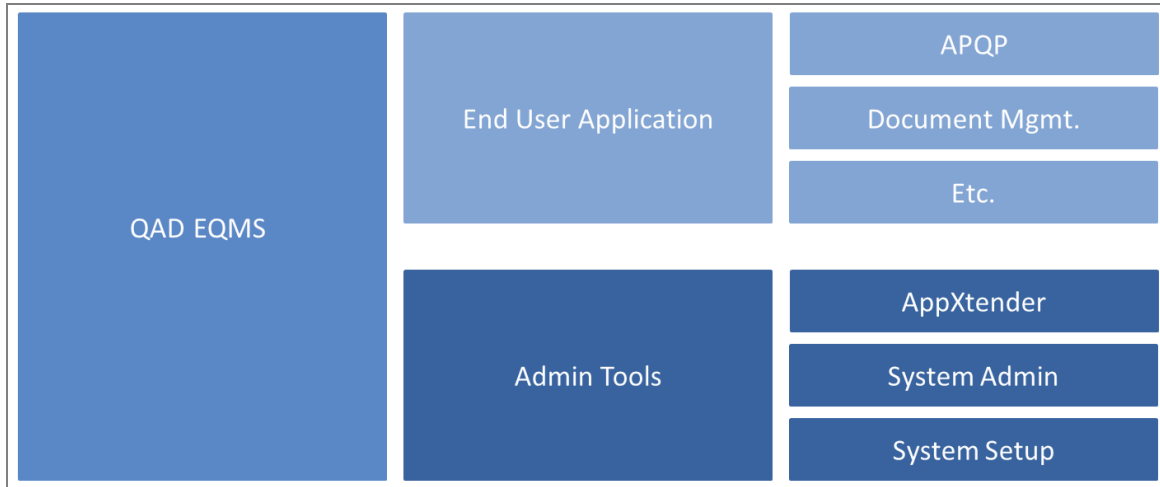 QAD EQMS
End User Application
APQP
Document Mgmt.
Etc.
Admin Tools
AppXtender
System Admin
System Setup